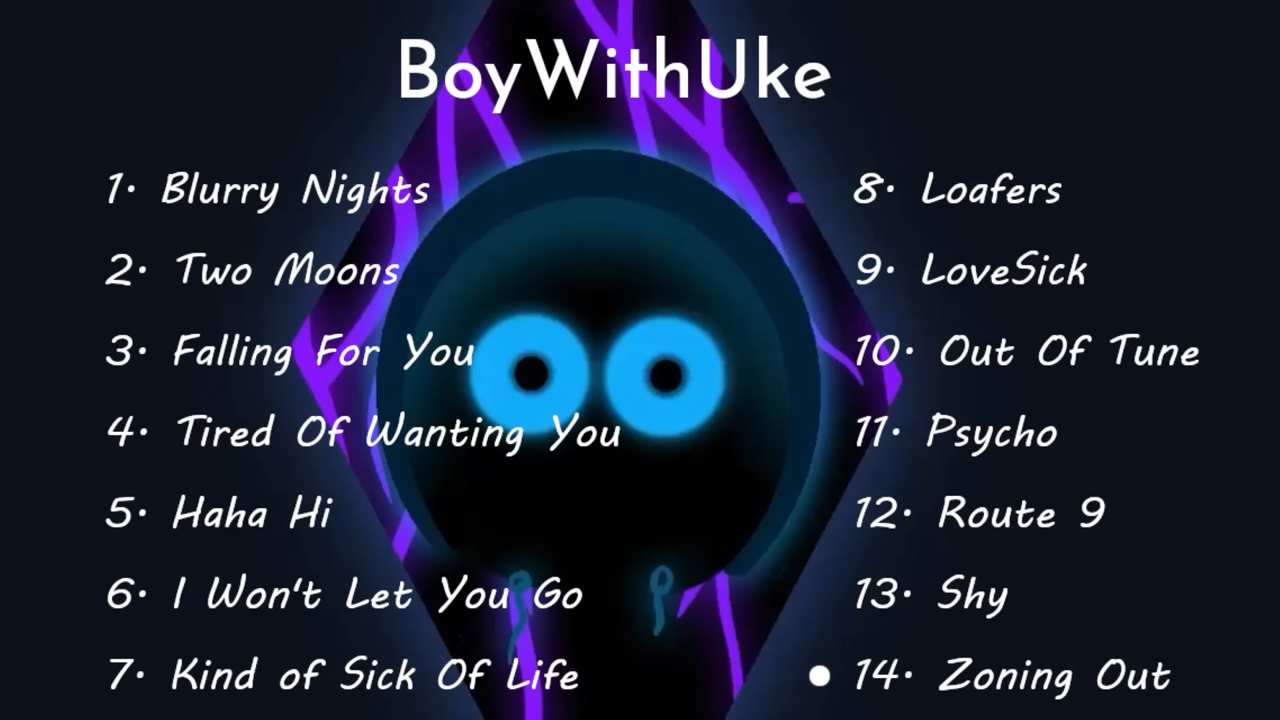 BoyWithUke
1. Blurry Nights
2. Two Moons
3. Falling For You
4. Tired Of Wanting You
5. Haha Hi
6. I Won't Let You Go
7. Kind of Sick Of Life
8. Loafers
9. LoveSick
10. Out Of Tune
11. Psycho
12. Route 9
13. Shy
14. Zoning Out